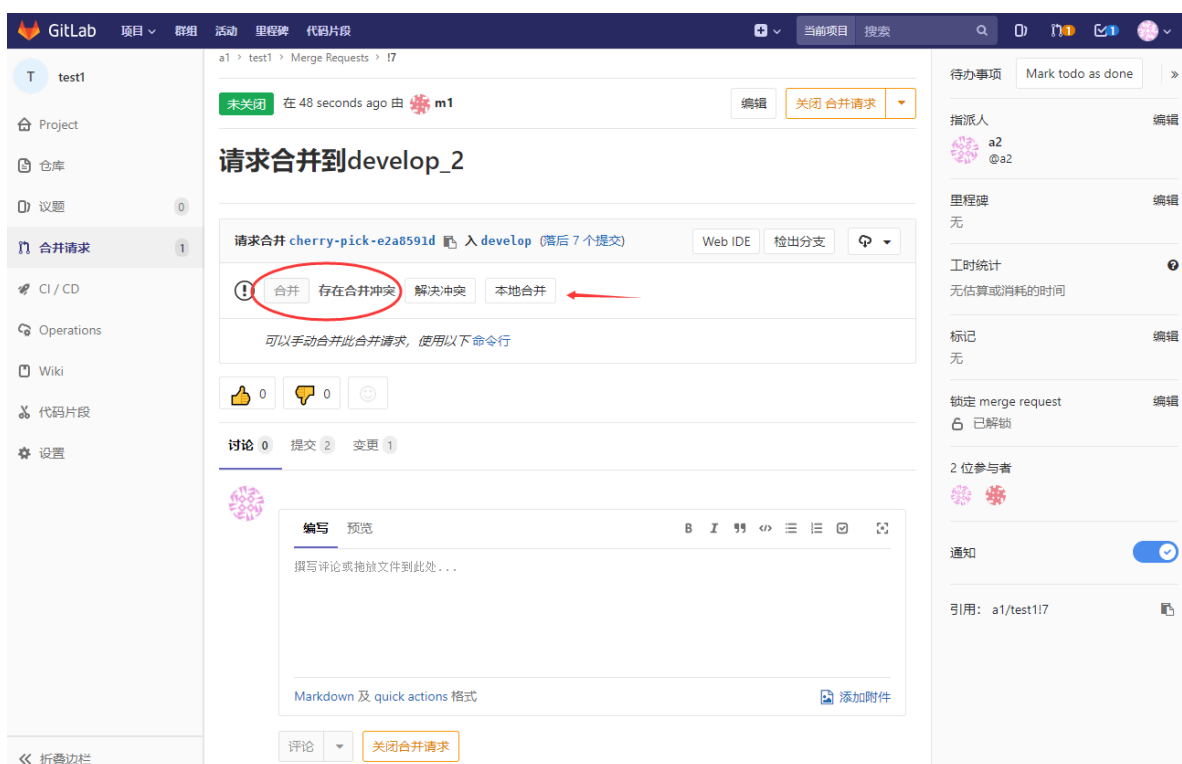 GitLab 项目 群组 活动 里程碑 代码片段 当前项目 搜索 1 1
T test1
Project
仓库
议题 0
合并请求 1
CI / CD
Operations
Wiki
代码片段
设置
折叠边栏
a1 > test1 > Merge Requests > !7
未关闭 在 48 seconds ago 由 m1 编辑 关闭 合并请求
请求合并到develop_2
请求合并 cherry-pick-e2a8591d 入 develop (落后 7 个提交) Web IDE 检出分支
合并 存在合并冲突 解决冲突 本地合并
可以手动合并此合并请求，使用以下 命令行
0 0
讨论 0 提交 2 变更 1
编写 预览 B I
撰写评论或拖放文件到此处...
Markdown 及 quick actions 格式 添加附件
评论 关闭合并请求
待办事项 Mark todo as done »
指派人 编辑
a2
@a2
里程碑 编辑
无
工时统计
无估算或消耗的时间
标记 编辑
无
锁定 merge request 编辑
已解锁
2 位参与者
通知
引用： a1/test1!7